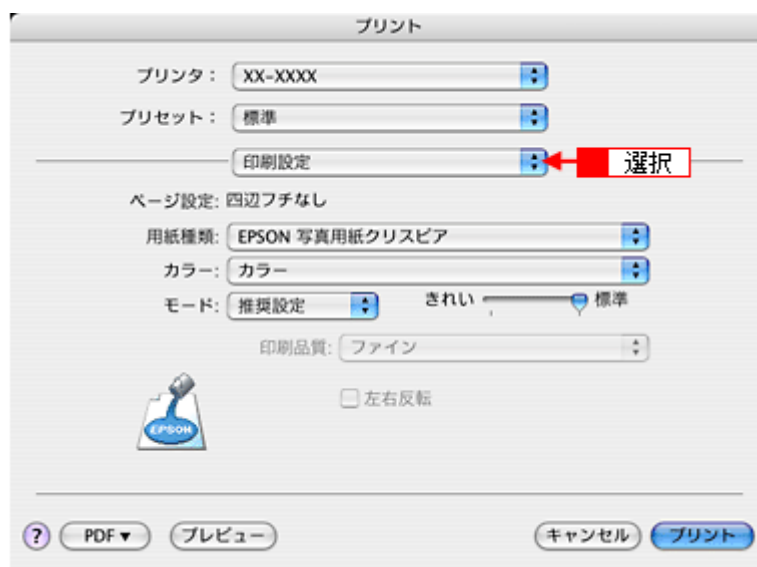 プリント
プリンタ： XX-XXXX
プリセット： 標準
印刷設定 選択
ページ設定: 四辺フチなし
用紙種類: EPSON 写真用紙クリスピア
カラー: カラー
モード: 推奨設定 きれい 標準
印刷品質: ファイン
左右反転
EPSON
? PDF▼ プレビュー キャンセル プリント